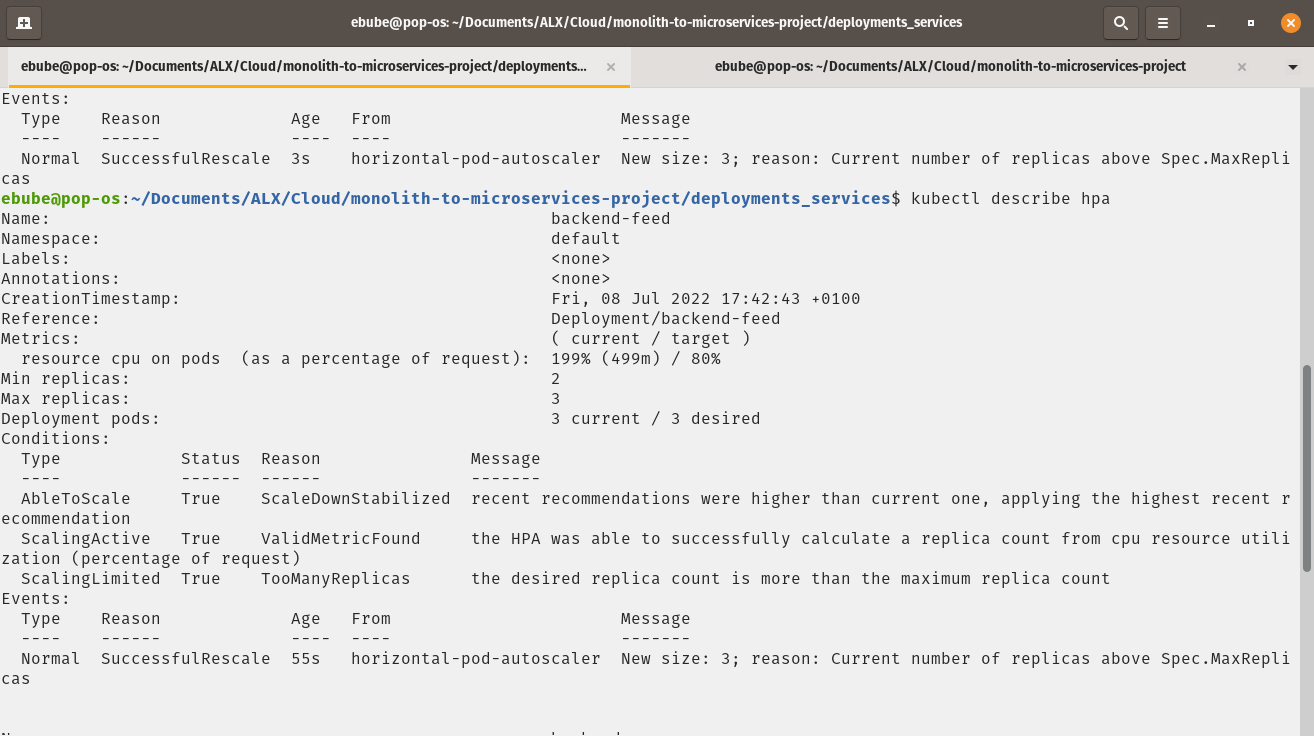 ebube@pop-os: ~/Documents/ALX/Cloud/monolith-to-microservices-project/deployments_services
ebube@pop-os: ~/Documents/ALX/Cloud/monolith-to-microservices-project/deployments...
ebube@pop-os: ~/Documents/ALX/Cloud/monolith-to-microservices-project
Events:
  Type    Reason             Age   From                       Message
  ----    ------             ----  ----                       -------
  Normal  SuccessfulRescale  3s    horizontal-pod-autoscaler  New size: 3; reason: Current number of replicas above Spec.MaxRepli
cas
ebube@pop-os:~/Documents/ALX/Cloud/monolith-to-microservices-project/deployments_services$ kubectl describe hpa
Name:                                                  backend-feed
Namespace:                                             default
Labels:                                                <none>
Annotations:                                           <none>
CreationTimestamp:                                     Fri, 08 Jul 2022 17:42:43 +0100
Reference:                                             Deployment/backend-feed
Metrics:                                               ( current / target )
  resource cpu on pods  (as a percentage of request):  199% (499m) / 80%
Min replicas:                                          2
Max replicas:                                          3
Deployment pods:                                       3 current / 3 desired
Conditions:
  Type            Status  Reason               Message
  ----            ------  ------               -------
  AbleToScale     True    ScaleDownStabilized  recent recommendations were higher than current one, applying the highest recent r
ecommendation
  ScalingActive   True    ValidMetricFound     the HPA was able to successfully calculate a replica count from cpu resource utili
zation (percentage of request)
  ScalingLimited  True    TooManyReplicas      the desired replica count is more than the maximum replica count
Events:
  Type    Reason             Age   From                       Message
  ----    ------             ----  ----                       -------
  Normal  SuccessfulRescale  55s   horizontal-pod-autoscaler  New size: 3; reason: Current number of replicas above Spec.MaxRepli
cas